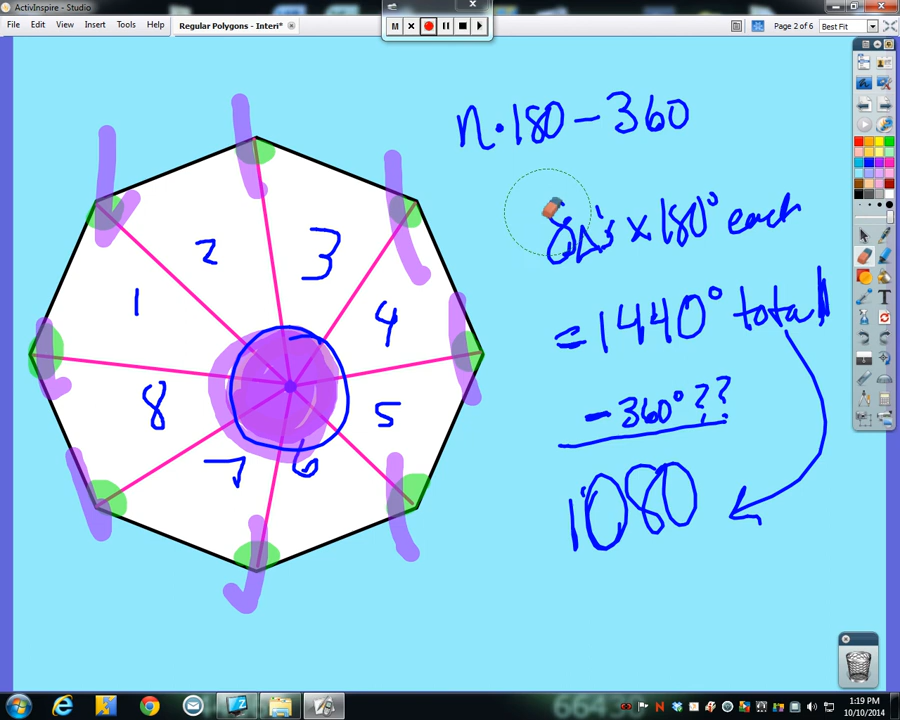 ActivInspire - Studio
File Edit View Insert Tools Help
Regular Polygons - Interi*
Page 2 of 6
Best Fit
M
n·180-360
8Δ's x 180° each
=1440° total
-360°??
1080
1
2
3
4
5
6
7
8
T
1:19 PM
10/10/2014